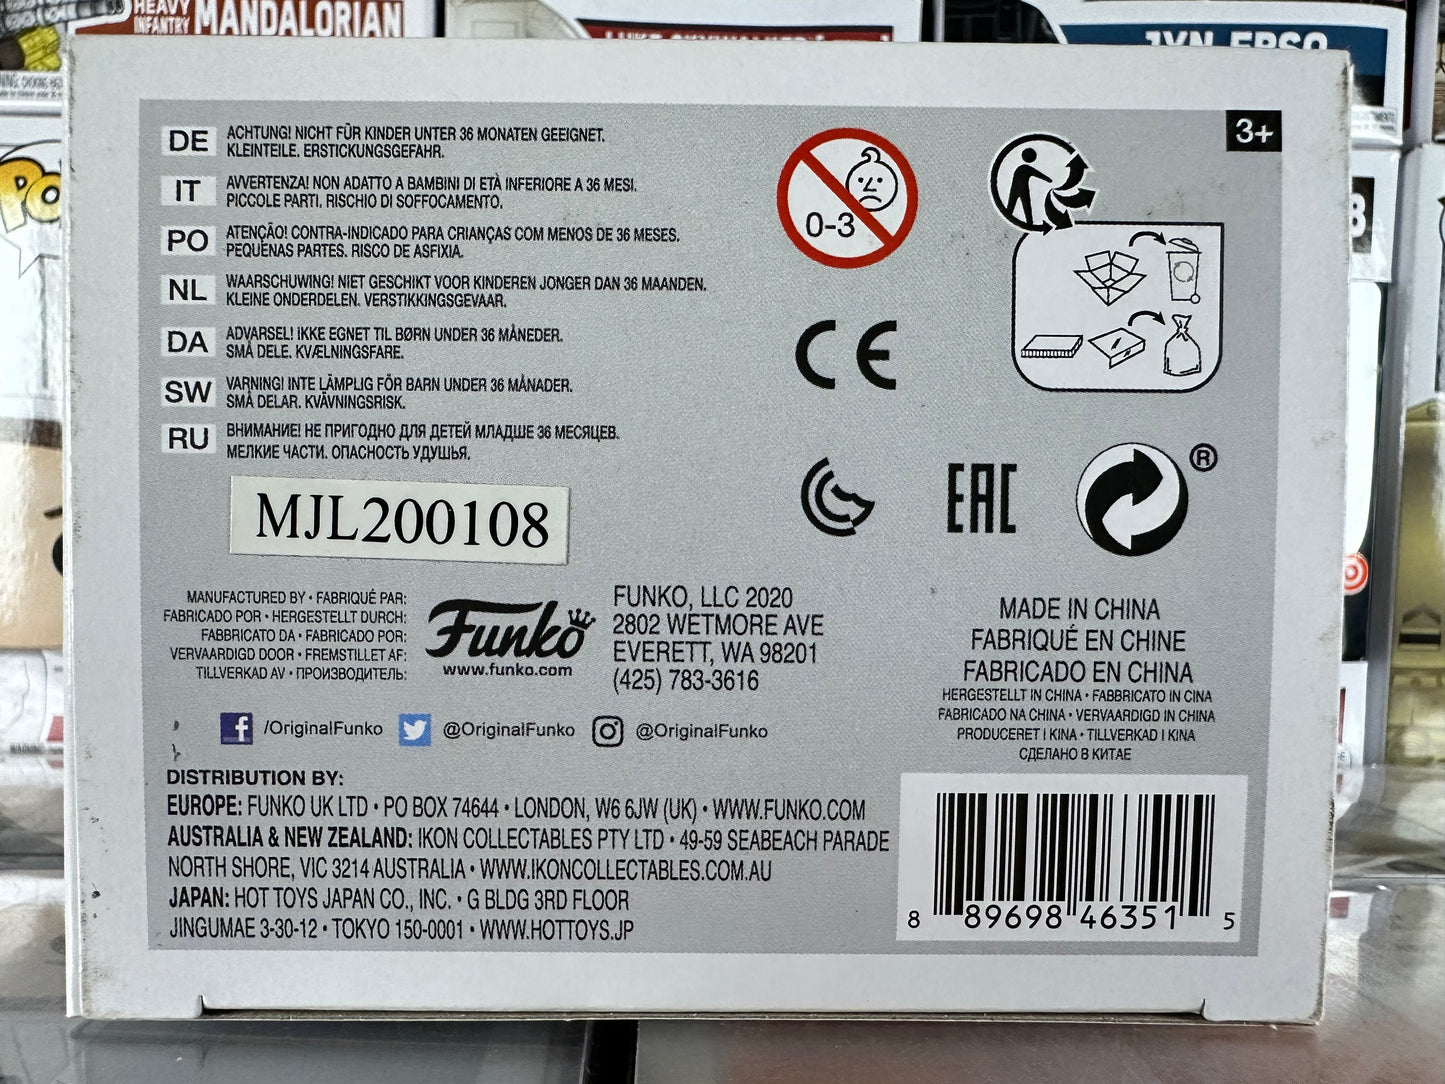 HEAVY
INFANTRY MANDALORIAN
3+
DE ACHTUNG! NICHT FÜR KINDER UNTER 36 MONATEN GEEIGNET.
KLEINTEILE. ERSTICKUNGSGEFAHR.
IT AVVERTENZA! NON ADATTO A BAMBINI DI ETÀ INFERIORE A 36 MESI.
PICCOLE PARTI. RISCHIO DI SOFFOCAMENTO.
PO ATENÇÃO! CONTRA-INDICADO PARA CRIANÇAS COM MENOS DE 36 MESES.
PEQUENAS PARTES. RISCO DE ASFIXIA.
NL WAARSCHUWING! NIET GESCHIKT VOOR KINDEREN JONGER DAN 36 MAANDEN.
KLEINE ONDERDELEN. VERSTIKKINGSGEVAAR.
DA ADVARSEL! IKKE EGNET TIL BØRN UNDER 36 MÅNEDER.
SMÅ DELE. KVÆLNINGSFARE.
SW VARNING! INTE LÄMPLIG FÖR BARN UNDER 36 MÅNADER.
SMÅ DELAR. KVÄVNINGSRISK.
RU ВНИМАНИЕ! НЕ ПРИГОДНО ДЛЯ ДЕТЕЙ МЛАДШЕ 36 МЕСЯЦЕВ.
МЕЛКИЕ ЧАСТИ. ОПАСНОСТЬ УДУШЬЯ.
0-3
CE
EAC
®
MJL200108
MANUFACTURED BY • FABRIQUÉ PAR:
FABRICADO POR • HERGESTELLT DURCH:
FABBRICATO DA • FABRICADO POR:
VERVAARDIGD DOOR • FREMSTILLET AF:
TILLVERKAD AV • ПРОИЗВОДИТЕЛЬ:
Funko
www.funko.com
FUNKO, LLC 2020
2802 WETMORE AVE
EVERETT, WA 98201
(425) 783-3616
MADE IN CHINA
FABRIQUÉ EN CHINE
FABRICADO EN CHINA
HERGESTELLT IN CHINA • FABBRICATO IN CINA
FABRICADO NA CHINA • VERVAARDIGD IN CHINA
PRODUCERET I KINA • TILLVERKAD I KINA
СДЕЛАНО В КИТАЕ
/OriginalFunko @OriginalFunko @OriginalFunko
DISTRIBUTION BY:
EUROPE: FUNKO UK LTD • PO BOX 74644 • LONDON, W6 6JW (UK) • WWW.FUNKO.COM
AUSTRALIA & NEW ZEALAND: IKON COLLECTABLES PTY LTD • 49-59 SEABEACH PARADE
NORTH SHORE, VIC 3214 AUSTRALIA • WWW.IKONCOLLECTABLES.COM.AU
JAPAN: HOT TOYS JAPAN CO., INC. • G BLDG 3RD FLOOR
JINGUMAE 3-30-12 • TOKYO 150-0001 • WWW.HOTTOYS.JP
8 89698 46351 5